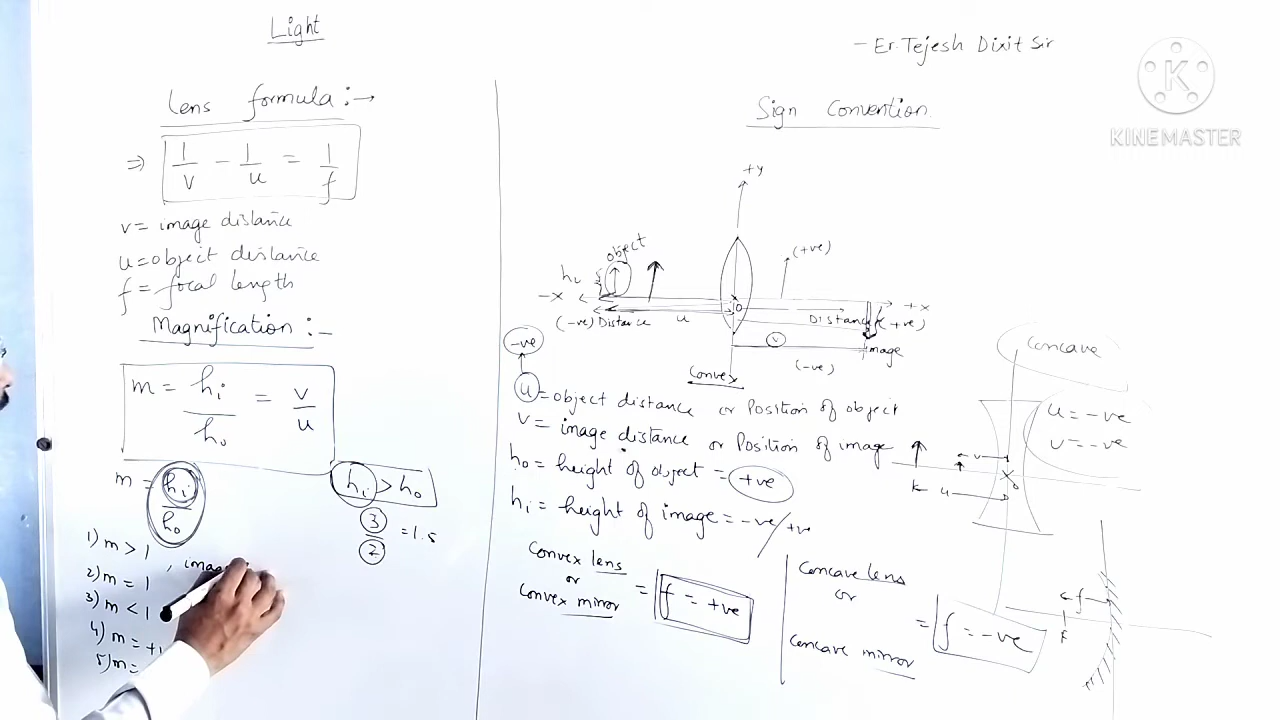 Light
- Er. Tejesh Dixit Sir
KINEMASTER
Lens formula :- →
⇒ 1/v - 1/u = 1/f
v = image distance
u = object distance
f = focal length
Magnification :-
m = hi/ho = v/u
m = hi/ho
hi > ho
3/2 = 1.5
1) m > 1
2) m = 1
3) m < 1
4) m = +
5) m =
Sign Convention
+y
object
(+ve)
-x
+x
o
(-ve) Distance
u
Distance (+ve)
v
image
(-ve)
Convex
-ve
u = object distance or Position of object
v = image distance or Position of image
ho = height of object = +ve
hi = height of image = -ve/+ve
Convex lens
or
Convex mirror
= f = +ve
Concave lens
or
Concave mirror
= f = -ve
Concave
u = -ve
v = -ve
v
u
o
f
F